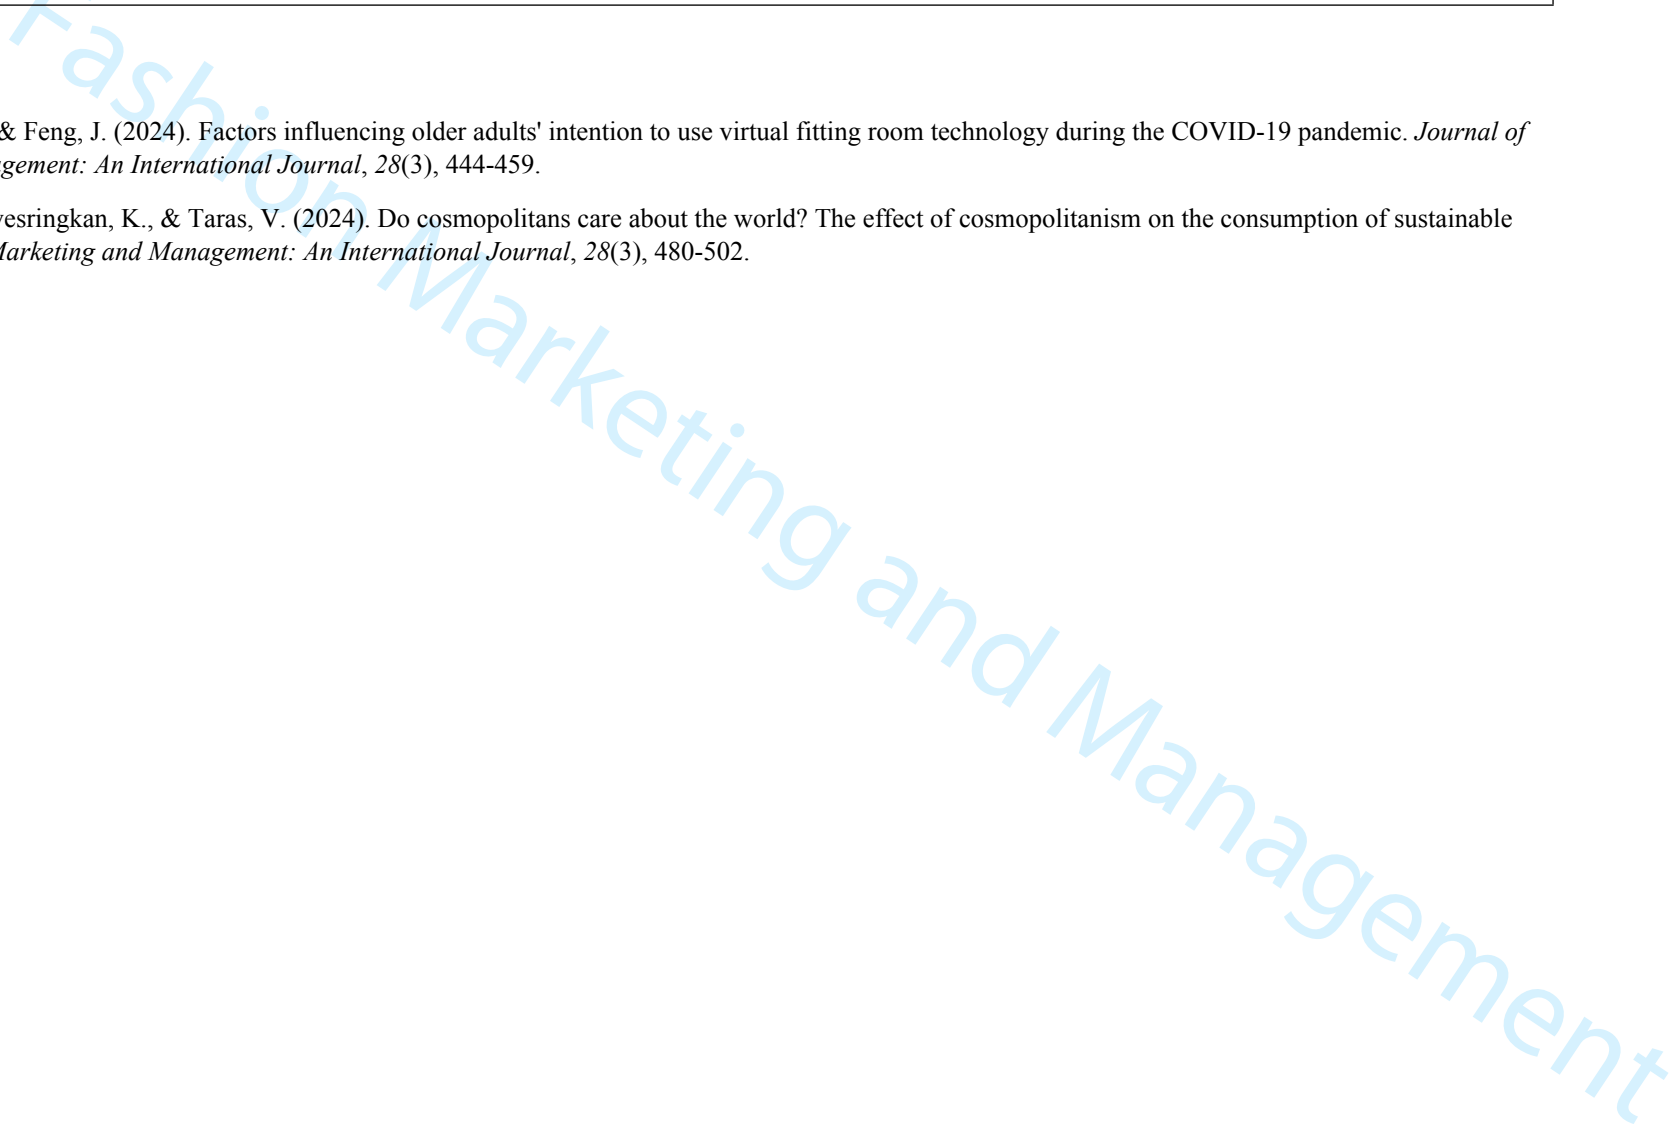 & Feng, J. (2024). Factors influencing older adults' intention to use virtual fitting room technology during the COVID-19 pandemic. Journal of
gement: An International Journal, 28(3), 444-459.
esringkan, K., & Taras, V. (2024). Do cosmopolitans care about the world? The effect of cosmopolitanism on the consumption of sustainable
Marketing and Management: An International Journal, 28(3), 480-502.
Fashion Marketing and Management